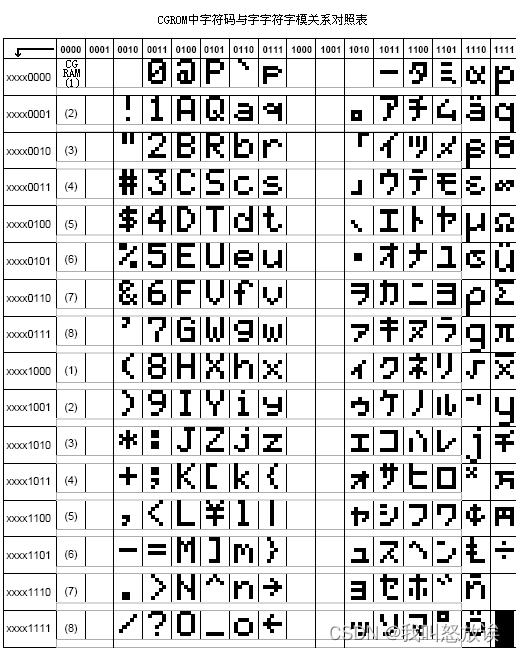 CGROM中字符码与字字符字模关系对照表
0000 0001 0010 0011 0100 0101 0110 0111 1000 1001 1010 1011 1100 1101 1110 1111
xxxx0000 CG RAM (1) 0 @ P ` p ー タ ミ α p
xxxx0001 (2) ! 1 A Q a q 。 ア チ ム ä q
xxxx0010 (3) " 2 B R b r 「 イ ツ メ β θ
xxxx0011 (4) # 3 C S c s 」 ウ テ モ ε ∞
xxxx0100 (5) $ 4 D T d t 、 エ ト ヤ μ Ω
xxxx0101 (6) % 5 E U e u ・ オ ナ ユ σ ü
xxxx0110 (7) & 6 F V f v ヲ カ ニ ヨ ρ Σ
xxxx0111 (8) ' 7 G W g w ァ キ ヌ ラ g π
xxxx1000 (1) ( 8 H X h x ィ ク ネ リ √ x̄
xxxx1001 (2) ) 9 I Y i y ゥ ケ ノ ル ⁻¹ y
xxxx1010 (3) * : J Z j z ェ コ ハ レ j 千
xxxx1011 (4) + ; K [ k { ォ サ ヒ ロ ˣ 万
xxxx1100 (5) , < L ¥ l | ャ シ フ ワ ¢ 円
xxxx1101 (6) - = M ] m } ュ ス ヘ ン £ ÷
xxxx1110 (7) . > N ^ n → ョ セ ホ ゛ ñ
xxxx1111 (8) / ? O _ o ← ッ ソ マ ゜ ö █
CSDN @我叫怒放诶